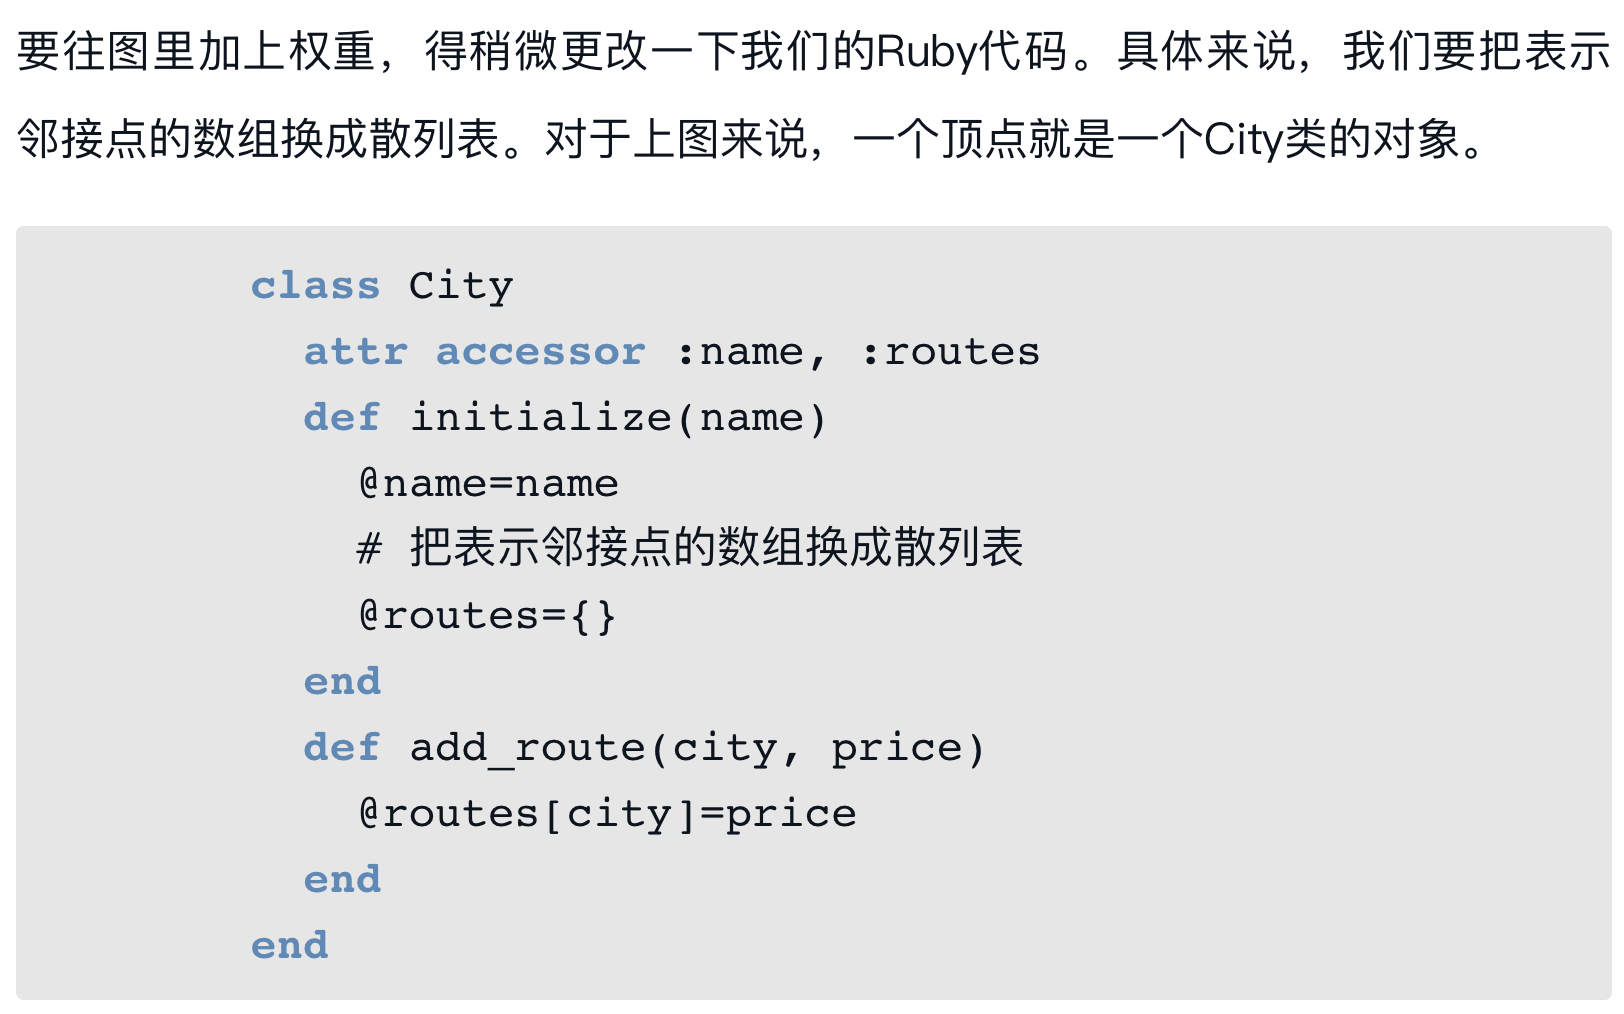 要往图里加上权重，得稍微更改一下我们的Ruby代码。具体来说，我们要把表示
邻接点的数组换成散列表。对于上图来说，一个顶点就是一个City类的对象。
class City
attr accessor :name, :routes
def initialize(name)
@name=name
# 把表示邻接点的数组换成散列表
@routes={}
end
def add_route(city, price)
@routes[city]=price
end
end